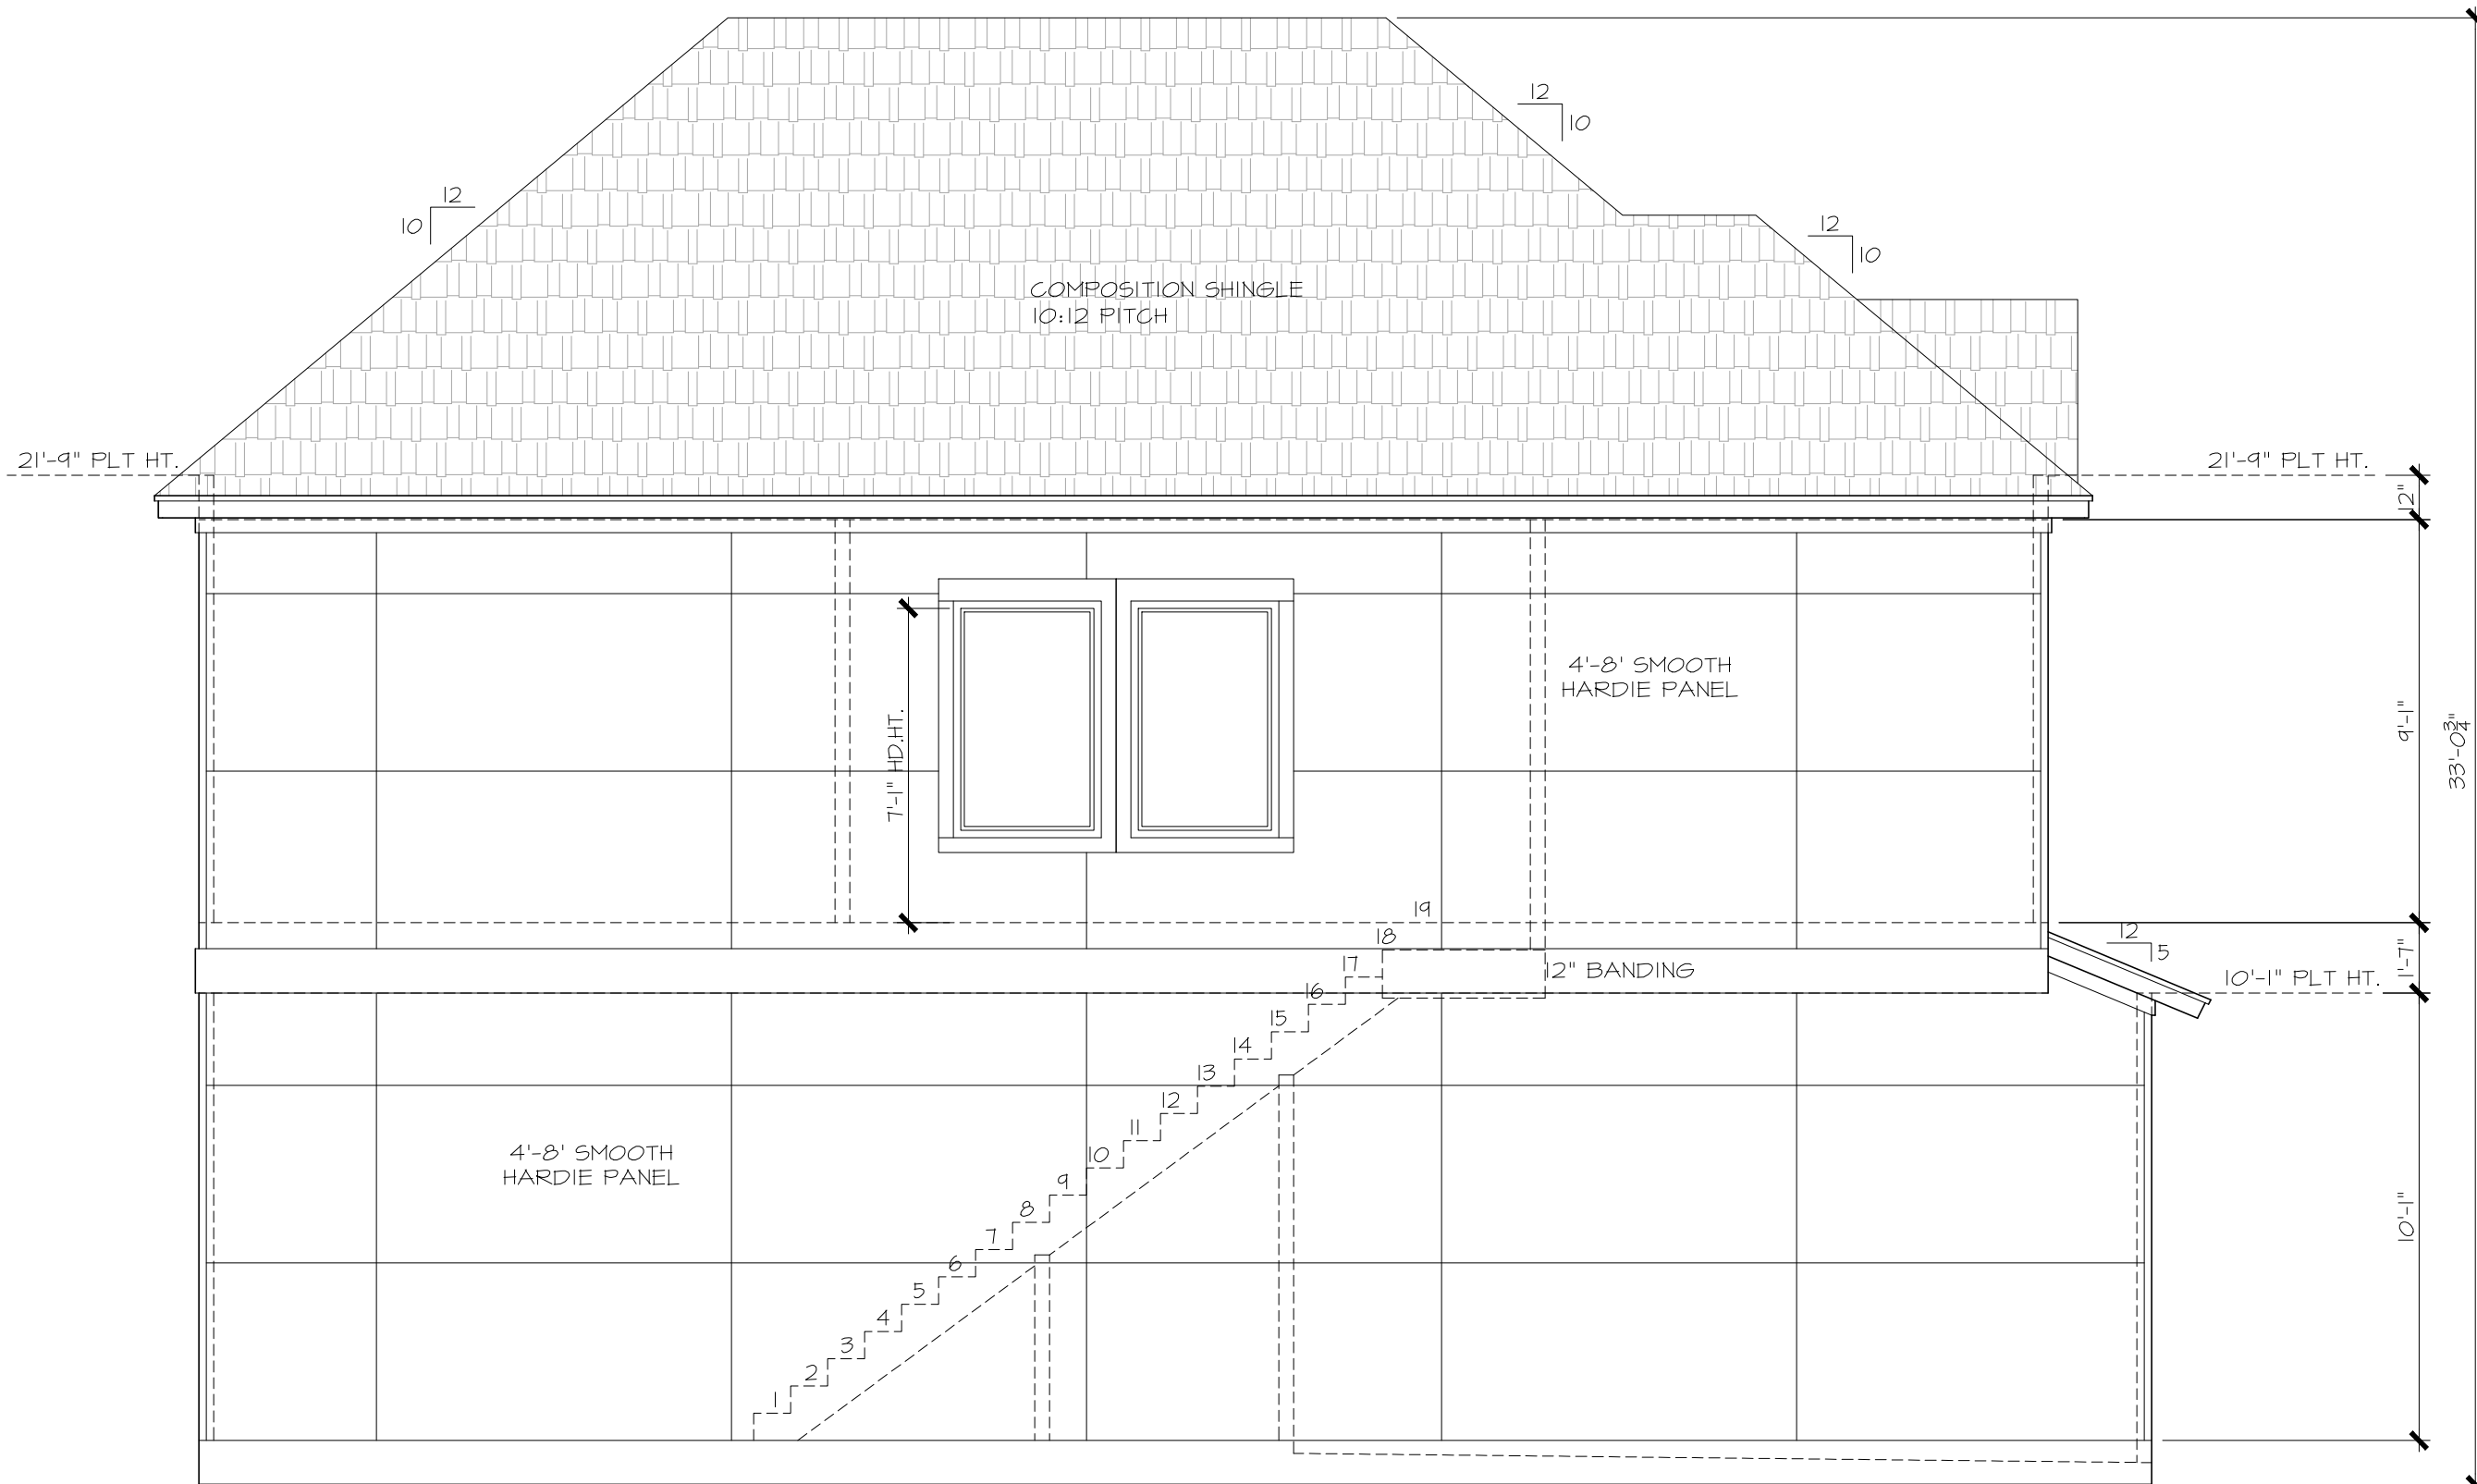 12
10
12
10
12
10
COMPOSITION SHINGLE
10:12 PITCH
21'-9" PLT HT.
21'-9" PLT HT.
12"
4'-8' SMOOTH
HARDIE PANEL
7'-1" HD.HT.
9'-1"
33'-0¾"
19
18
17
16
15
14
13
12
11
10
9
8
7
6
5
4
3
2
1
12" BANDING
12
5
1'-7"
10'-1" PLT HT.
4'-8' SMOOTH
HARDIE PANEL
10'-1"